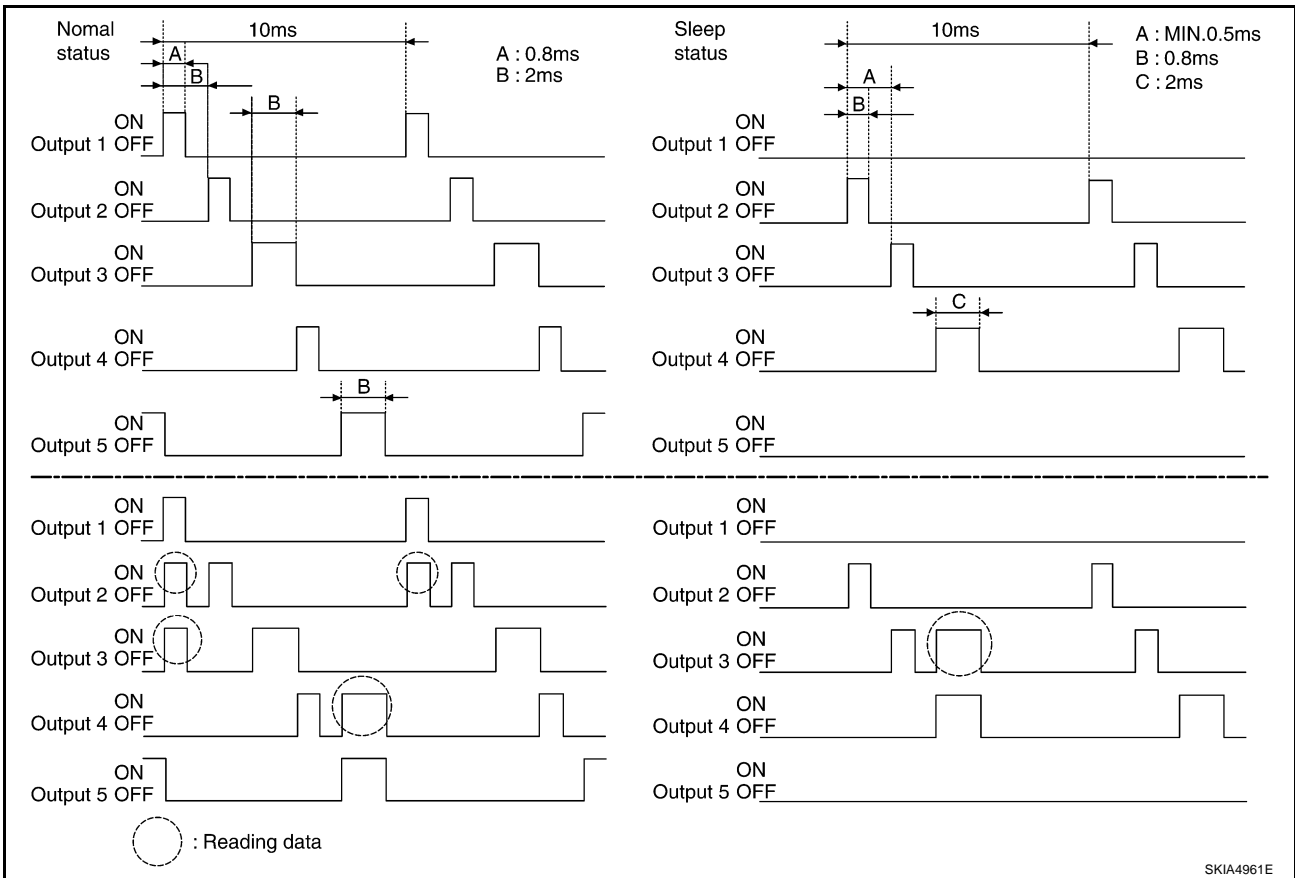 Nomal
status
10ms
A
B
A : 0.8ms
B : 2ms
B
ON
Output 1 OFF
ON
Output 2 OFF
ON
Output 3 OFF
ON
Output 4 OFF
B
ON
Output 5 OFF
Sleep
status
10ms
A : MIN.0.5ms
B : 0.8ms
C : 2ms
A
B
ON
Output 1 OFF
ON
Output 2 OFF
ON
Output 3 OFF
C
ON
Output 4 OFF
ON
Output 5 OFF
ON
Output 1 OFF
ON
Output 2 OFF
ON
Output 3 OFF
ON
Output 4 OFF
ON
Output 5 OFF
ON
Output 1 OFF
ON
Output 2 OFF
ON
Output 3 OFF
ON
Output 4 OFF
ON
Output 5 OFF
: Reading data
SKIA4961E